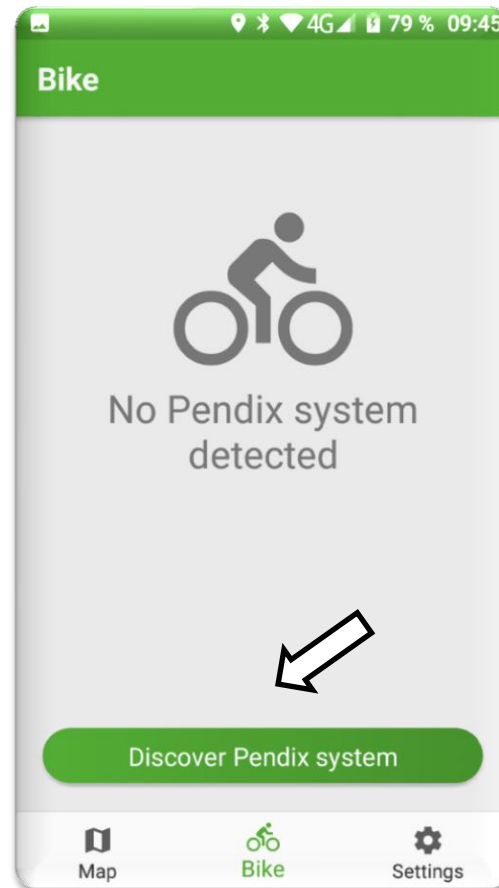 4G 79 % 09:45
Bike
No Pendix system
detected
Discover Pendix system
Map Bike Settings